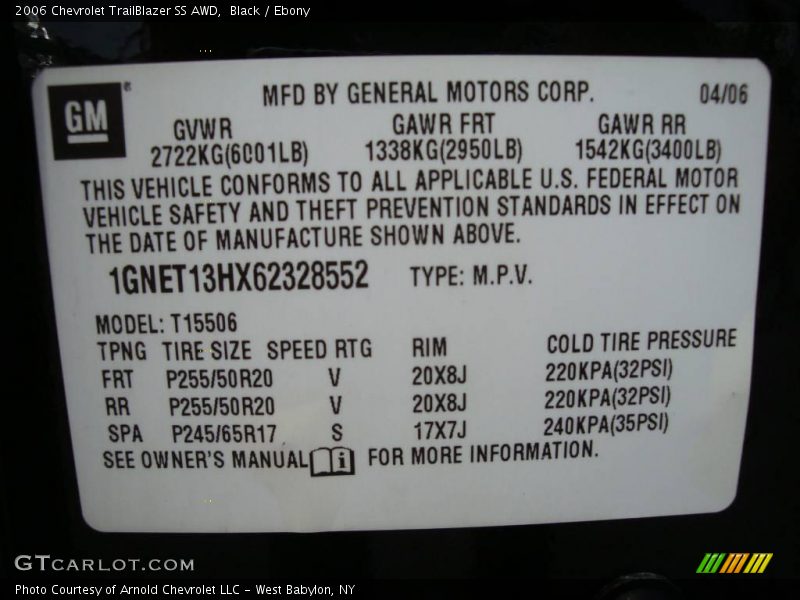 2006 Chevrolet TrailBlazer SS AWD,  Black / Ebony
GM® MFD BY GENERAL MOTORS CORP. 04/06
GVWR GAWR FRT GAWR RR
2722KG(6001LB) 1338KG(2950LB) 1542KG(3400LB)
THIS VEHICLE CONFORMS TO ALL APPLICABLE U.S. FEDERAL MOTOR
VEHICLE SAFETY AND THEFT PREVENTION STANDARDS IN EFFECT ON
THE DATE OF MANUFACTURE SHOWN ABOVE.
1GNET13HX62328552 TYPE: M.P.V.
MODEL: T15506
TPNG TIRE SIZE SPEED RTG RIM COLD TIRE PRESSURE
FRT P255/50R20 V 20X8J 220KPA(32PSI)
RR P255/50R20 V 20X8J 220KPA(32PSI)
SPA P245/65R17 S 17X7J 240KPA(35PSI)
SEE OWNER'S MANUAL i FOR MORE INFORMATION.
GTCARLOT.COM
Photo Courtesy of Arnold Chevrolet LLC - West Babylon, NY